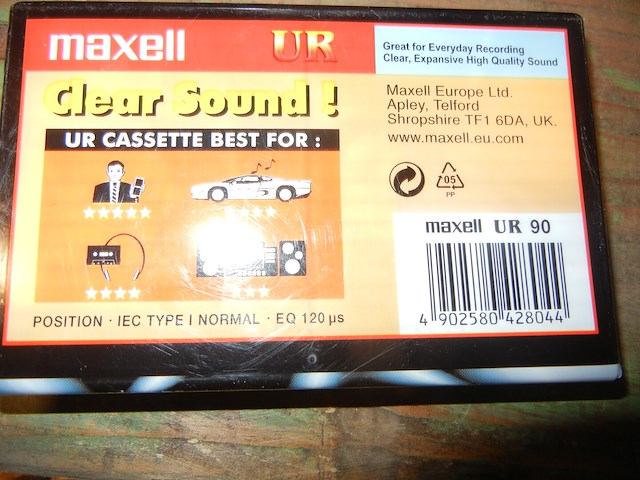 maxell UR
Great for Everyday Recording
Clear, Expansive High Quality Sound
Clear Sound !
UR CASSETTE BEST FOR :
Maxell Europe Ltd.
Apley, Telford
Shropshire TF1 6DA, UK.
www.maxell.eu.com
05
PP
maxell UR 90
4 902580 428044
POSITION · IEC TYPE I NORMAL · EQ 120 µs